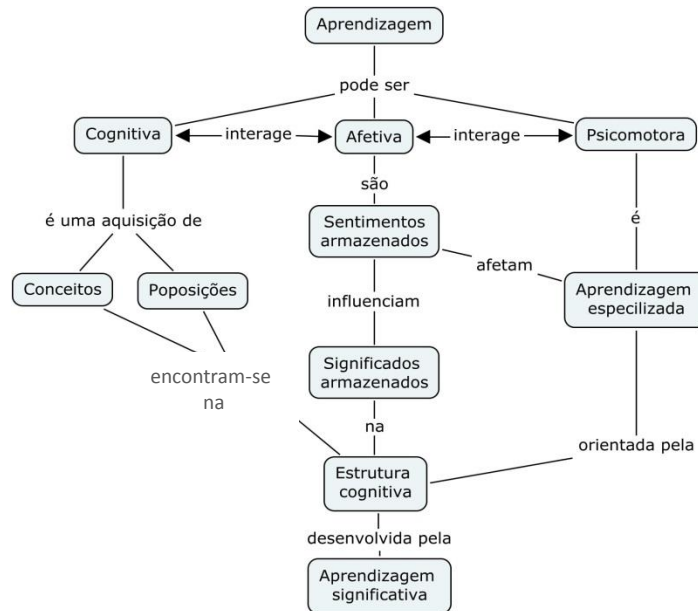 Aprendizagem
pode ser
Cognitiva
interage
Afetiva
interage
Psicomotora
são
é
é uma aquisição de
Sentimentos
armazenados
afetam
Conceitos
Poposições
Aprendizagem
especilizada
influenciam
encontram-se
na
Significados
armazenados
na
orientada pela
Estrutura
cognitiva
desenvolvida pela
Aprendizagem
significativa